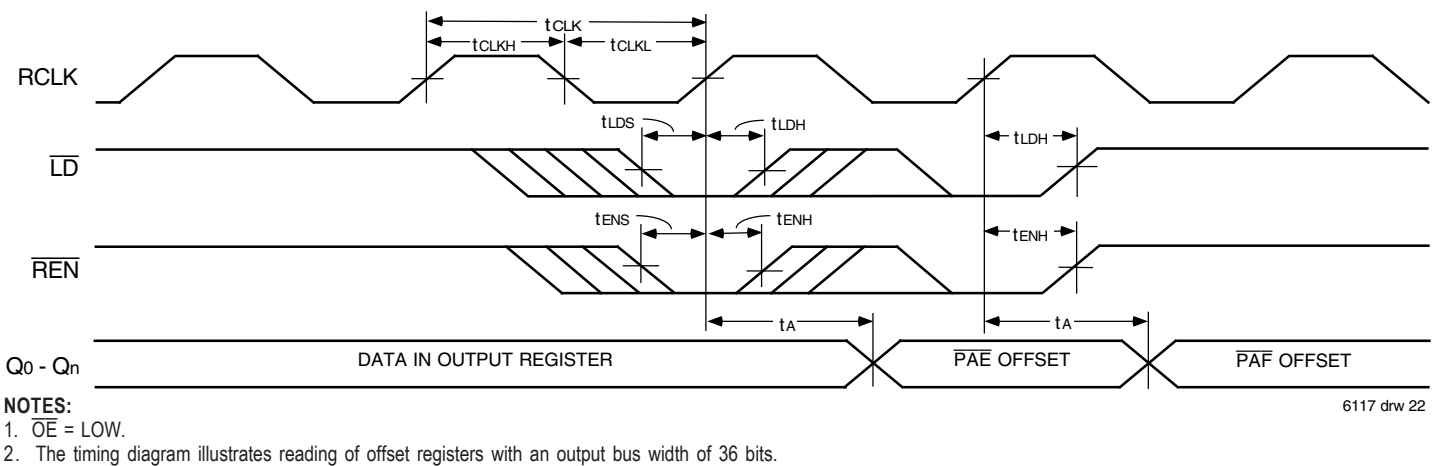 tCLK
tCLKH tCLKL
RCLK
tLDS tLDH tLDH
LD
tENS tENH tENH
REN
tA tA
Q0 - Qn DATA IN OUTPUT REGISTER PAE OFFSET PAF OFFSET
NOTES: 6117 drw 22
1. OE = LOW.
2. The timing diagram illustrates reading of offset registers with an output bus width of 36 bits.